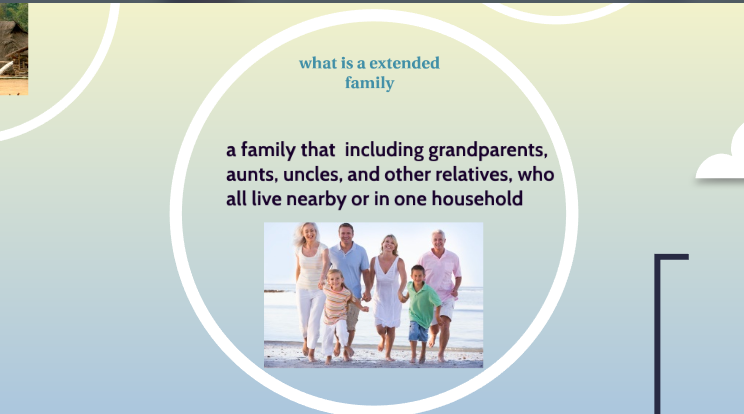 what is a extended
family
a family that  including grandparents,
aunts, uncles, and other relatives, who
all live nearby or in one household